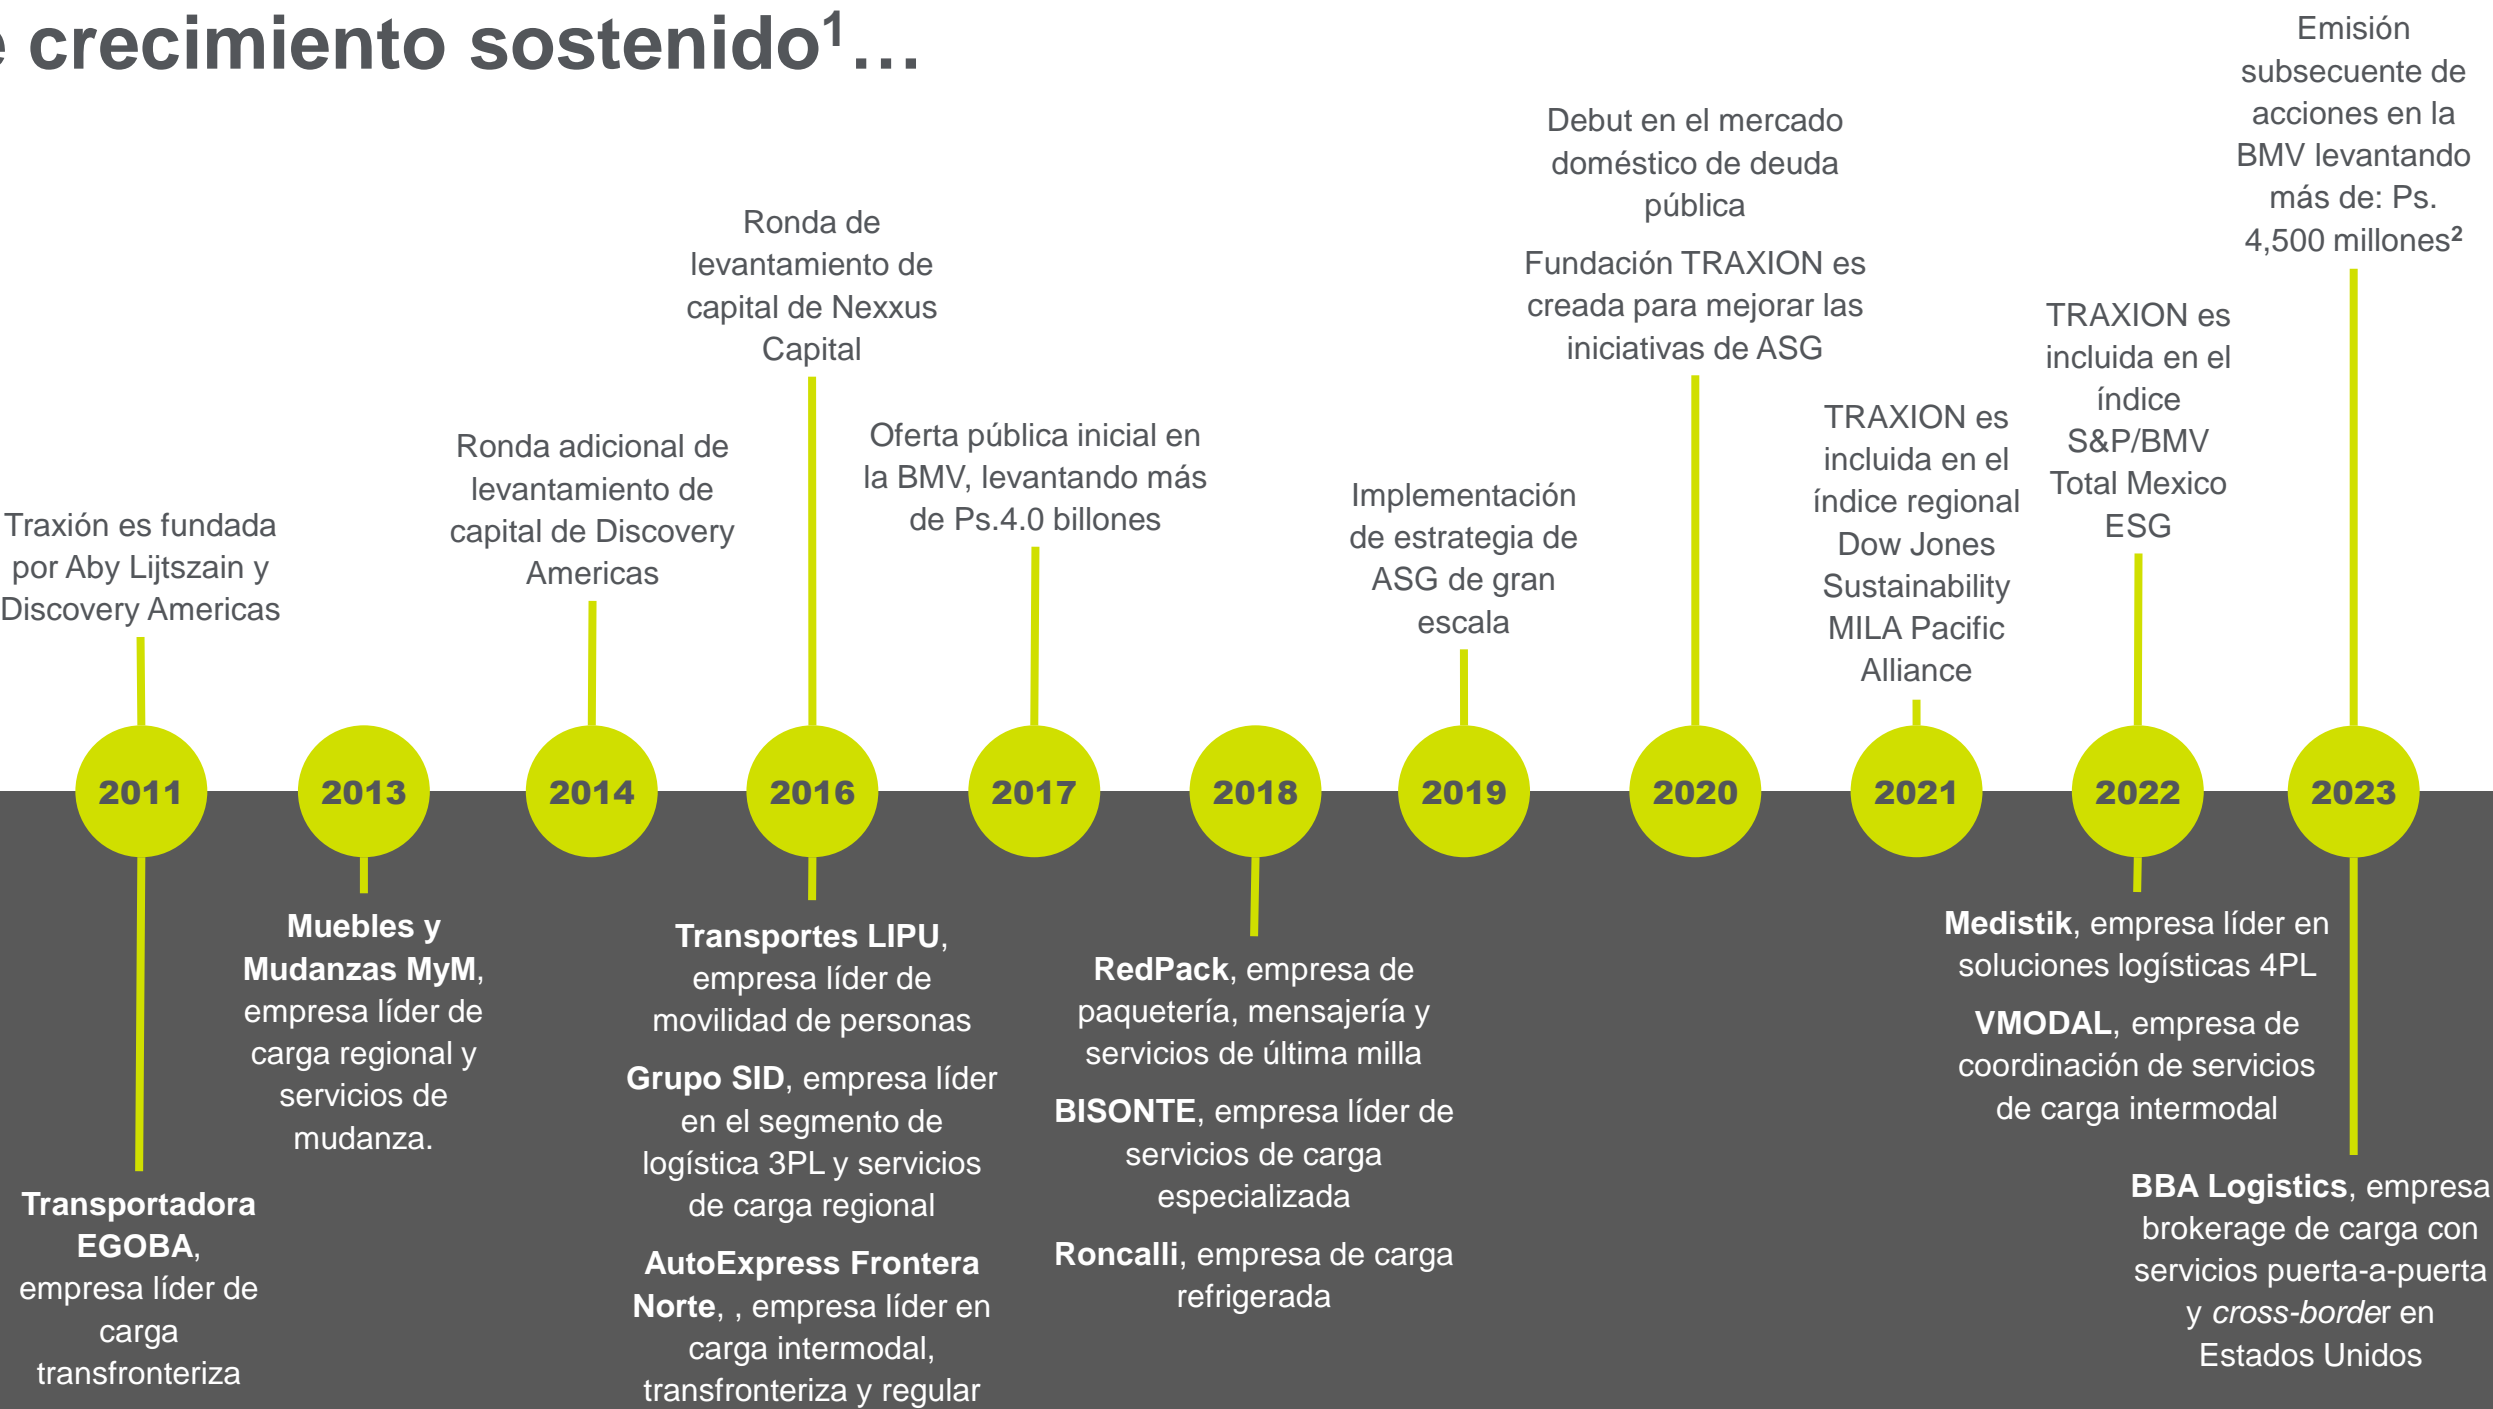 e crecimiento sostenido1…
Traxión es fundada
por Aby Lijtszain y
Discovery Americas
Ronda adicional de
levantamiento de
capital de Discovery
Americas
Ronda de
levantamiento de
capital de Nexxus
Capital
Oferta pública inicial en
la BMV, levantando más
de Ps.4.0 billones
Implementación
de estrategia de
ASG de gran
escala
Debut en el mercado
doméstico de deuda
pública
Fundación TRAXION es
creada para mejorar las
iniciativas de ASG
TRAXION es
incluida en el
índice regional
Dow Jones
Sustainability
MILA Pacific
Alliance
TRAXION es
incluida en el
índice
S&P/BMV
Total Mexico
ESG
Emisión
subsecuente de
acciones en la
BMV levantando
más de: Ps.
4,500 millones2
2011
2013
2014
2016
2017
2018
2019
2020
2021
2022
2023
Transportadora
EGOBA,
empresa líder de
carga
transfronteriza
Muebles y
Mudanzas MyM,
empresa líder de
carga regional y
servicios de
mudanza.
Transportes LIPU,
empresa líder de
movilidad de personas
Grupo SID, empresa líder
en el segmento de
logística 3PL y servicios
de carga regional
AutoExpress Frontera
Norte, , empresa líder en
carga intermodal,
transfronteriza y regular
RedPack, empresa de
paquetería, mensajería y
servicios de última milla
BISONTE, empresa líder de
servicios de carga
especializada
Roncalli, empresa de carga
refrigerada
Medistik, empresa líder en
soluciones logísticas 4PL
VMODAL, empresa de
coordinación de servicios
de carga intermodal
BBA Logistics, empresa
brokerage de carga con
servicios puerta-a-puerta
y cross-border en
Estados Unidos